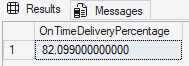 Results Messages
OnTimeDeliveryPercentage
1 82.099000000000